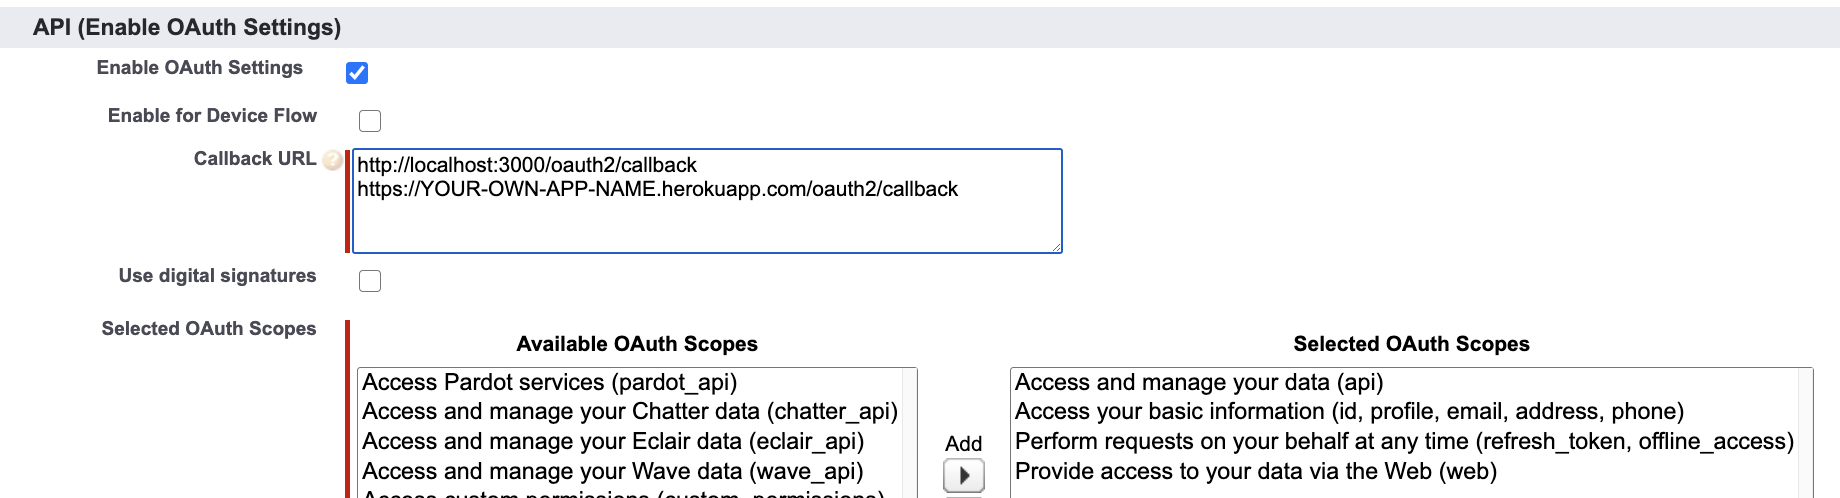 API (Enable OAuth Settings)
Enable OAuth Settings
Enable for Device Flow
Callback URL ?
http://localhost:3000/oauth2/callback
https://YOUR-OWN-APP-NAME.herokuapp.com/oauth2/callback
Use digital signatures
Selected OAuth Scopes
Available OAuth Scopes
Access Pardot services (pardot_api)
Access and manage your Chatter data (chatter_api)
Access and manage your Eclair data (eclair_api)
Access and manage your Wave data (wave_api)
Access custom permissions (custom_permissions)
Add
Selected OAuth Scopes
Access and manage your data (api)
Access your basic information (id, profile, email, address, phone)
Perform requests on your behalf at any time (refresh_token, offline_access)
Provide access to your data via the Web (web)